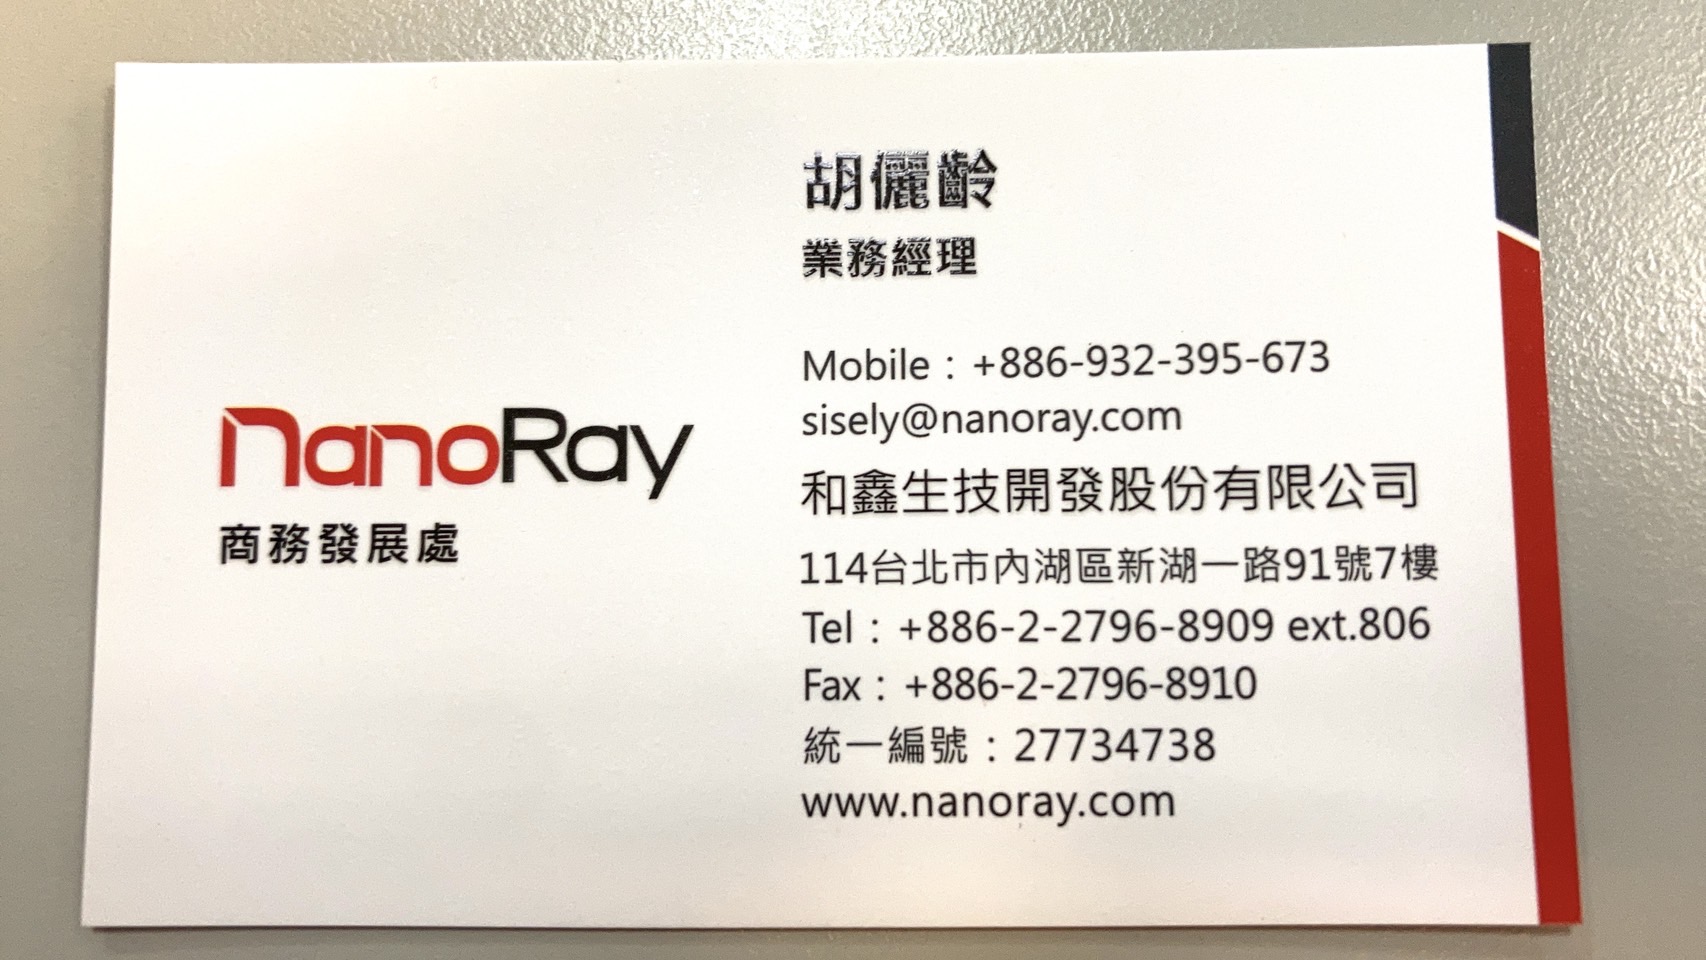 胡儷齡
業務經理
Mobile：+886-932-395-673
sisely@nanoray.com
nanoRay
商務發展處
和鑫生技開發股份有限公司
114台北市內湖區新湖一路91號7樓
Tel：+886-2-2796-8909 ext.806
Fax：+886-2-2796-8910
統一編號：27734738
www.nanoray.com